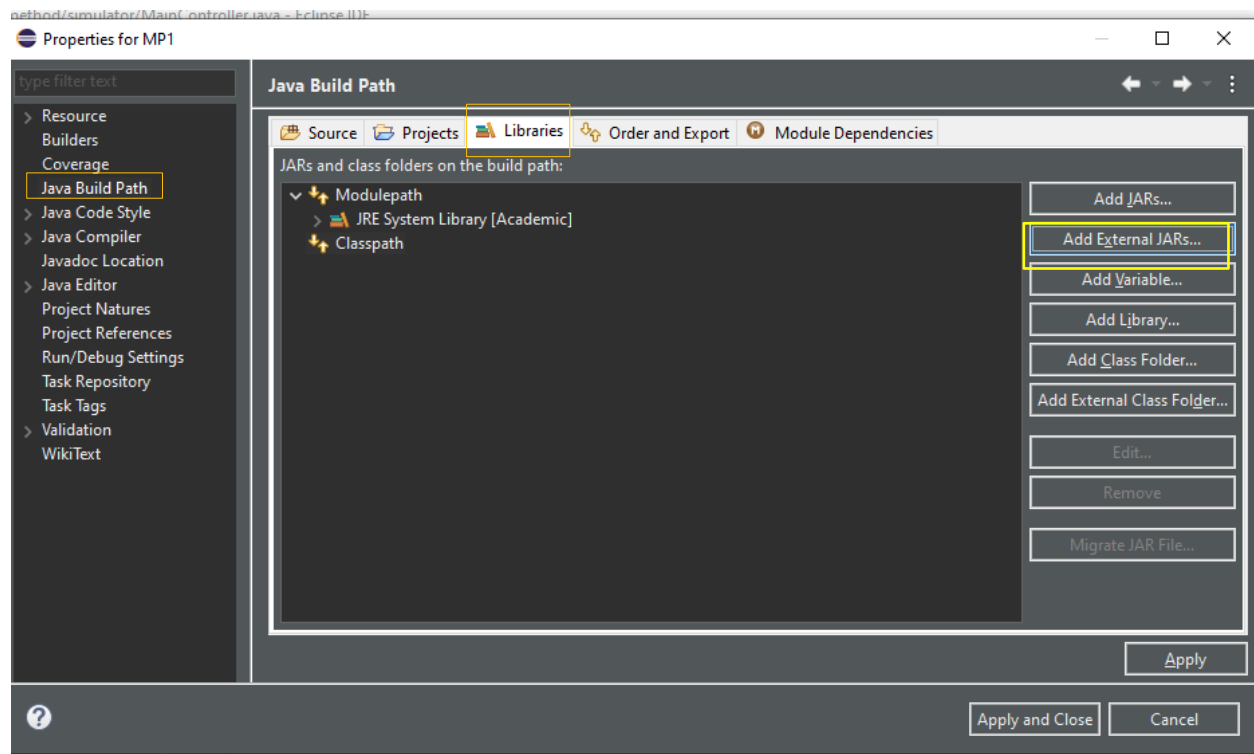 method/simulator/MainController.java - Eclipse IDE
Properties for MP1
type filter text
Resource
Builders
Coverage
Java Build Path
Java Code Style
Java Compiler
Javadoc Location
Java Editor
Project Natures
Project References
Run/Debug Settings
Task Repository
Task Tags
Validation
WikiText
Java Build Path
Source Projects Libraries Order and Export Module Dependencies
JARs and class folders on the build path:
Modulepath
JRE System Library [Academic]
Classpath
Add JARs...
Add External JARs...
Add Variable...
Add Library...
Add Class Folder...
Add External Class Folder...
Edit...
Remove
Migrate JAR File...
Apply
Apply and Close Cancel